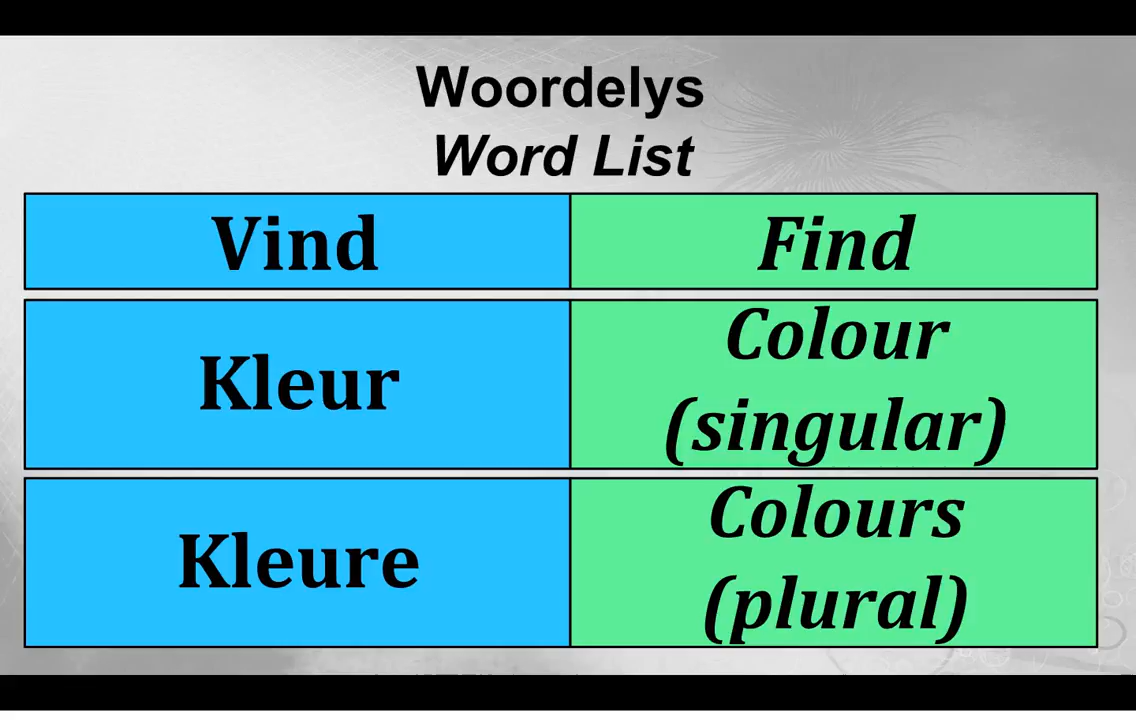 Woordelys
Word List
Vind
Find
Kleur
Colour
(singular)
Kleure
Colours
(plural)